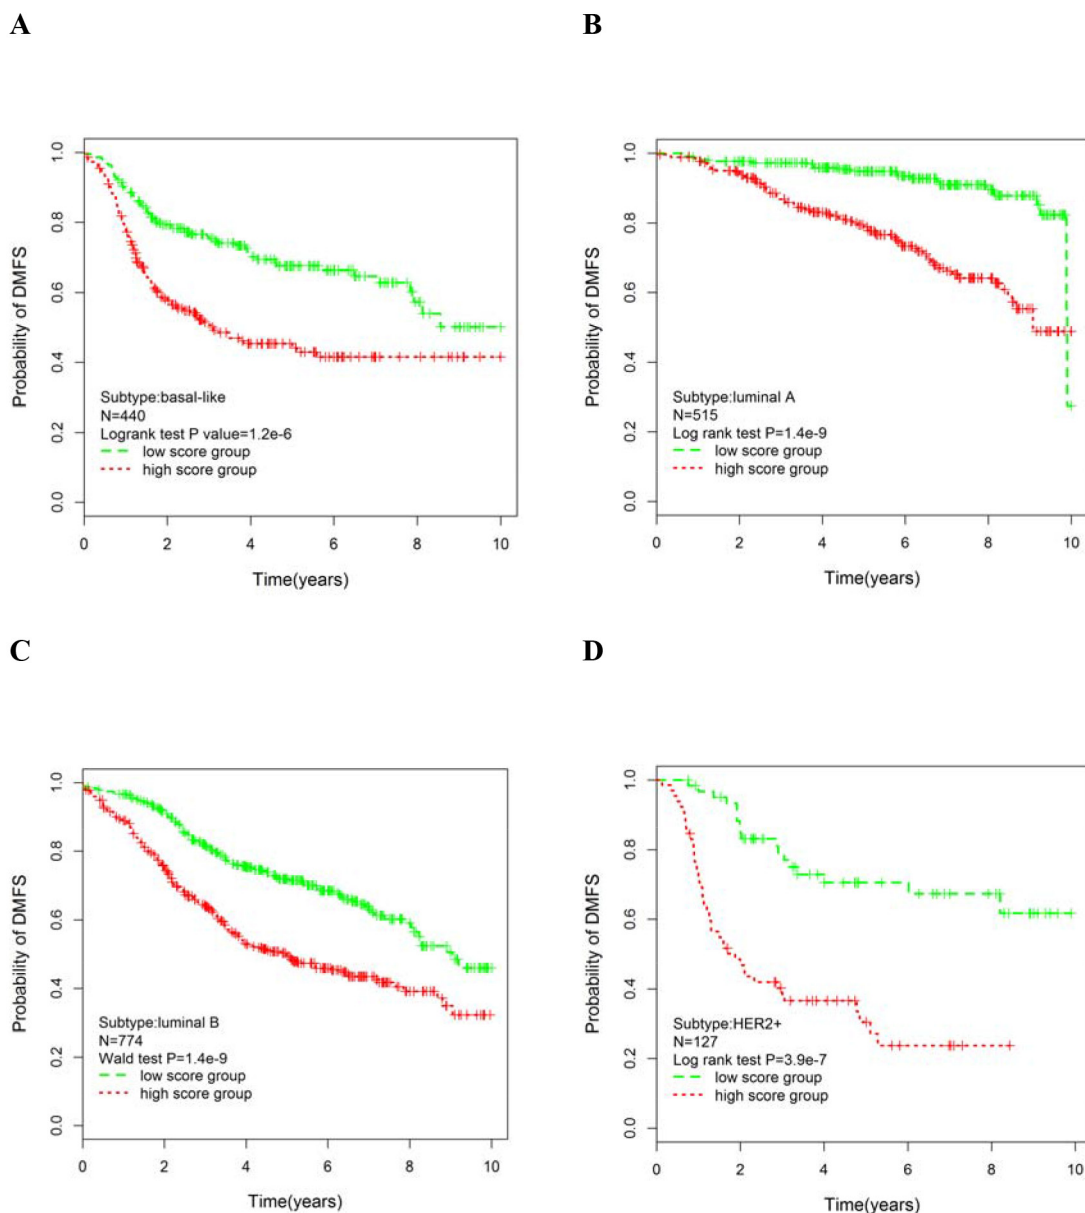 A
B
Probability of DMFS
1.0
0.8
0.6
0.4
0.2
0.0
Subtype:basal-like
N=440
Logrank test P value=1.2e-6
low score group
high score group
0 2 4 6 8 10
Time(years)
Probability of DMFS
1.0
0.8
0.6
0.4
0.2
0.0
Subtype:luminal A
N=515
Log rank test P=1.4e-9
low score group
high score group
0 2 4 6 8 10
Time(years)
C
D
Probability of DMFS
1.0
0.8
0.6
0.4
0.2
0.0
Subtype:luminal B
N=774
Wald test P=1.4e-9
low score group
high score group
0 2 4 6 8 10
Time(years)
Probability of DMFS
1.0
0.8
0.6
0.4
0.2
0.0
Subtype:HER2+
N=127
Log rank test P=3.9e-7
low score group
high score group
0 2 4 6 8 10
Time(years)